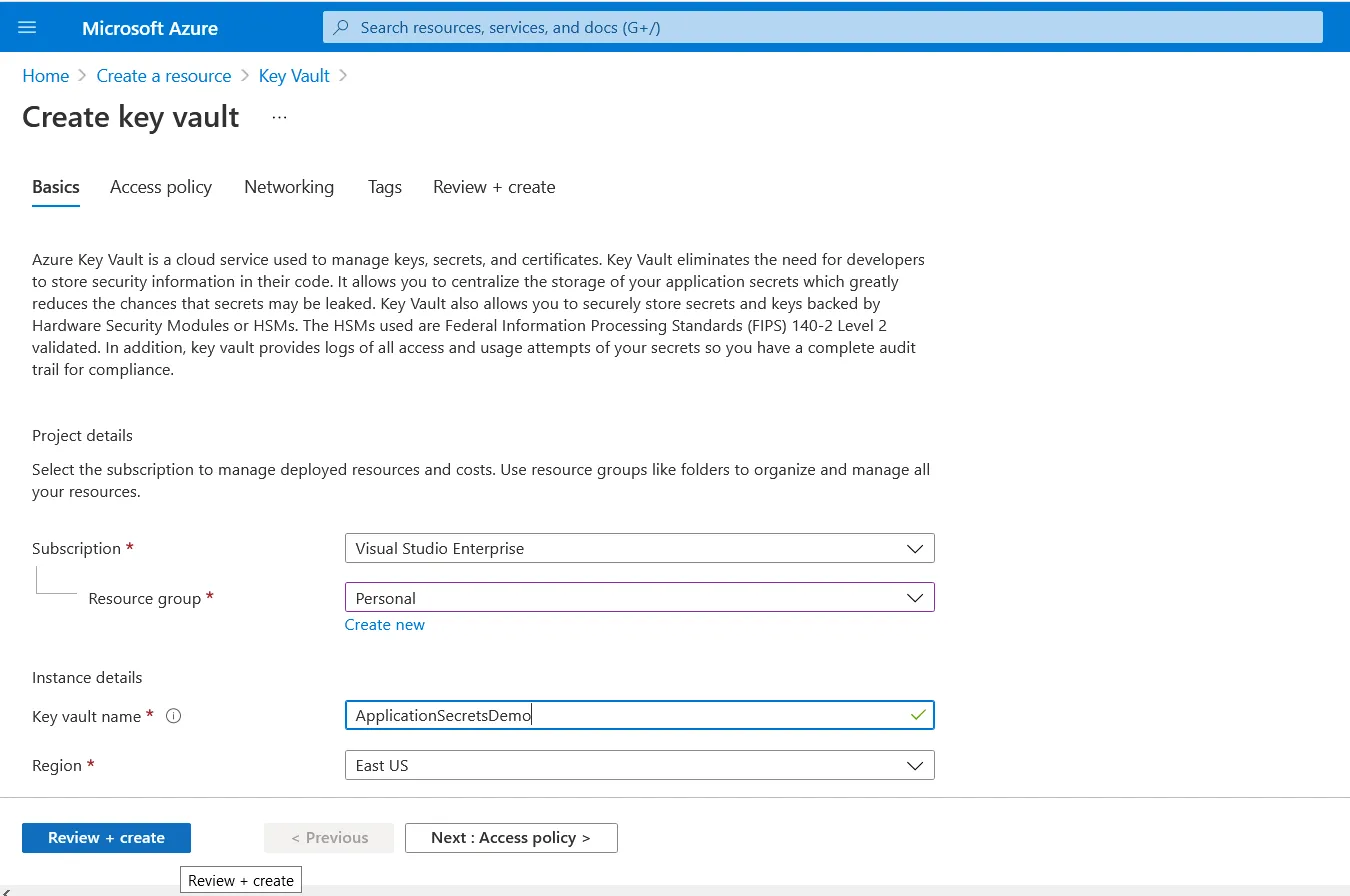 Microsoft Azure
Search resources, services, and docs (G+/)
Home > Create a resource > Key Vault >
Create key vault ...
Basics Access policy Networking Tags Review + create
Azure Key Vault is a cloud service used to manage keys, secrets, and certificates. Key Vault eliminates the need for developers
to store security information in their code. It allows you to centralize the storage of your application secrets which greatly
reduces the chances that secrets may be leaked. Key Vault also allows you to securely store secrets and keys backed by
Hardware Security Modules or HSMs. The HSMs used are Federal Information Processing Standards (FIPS) 140-2 Level 2
validated. In addition, key vault provides logs of all access and usage attempts of your secrets so you have a complete audit
trail for compliance.
Project details
Select the subscription to manage deployed resources and costs. Use resource groups like folders to organize and manage all
your resources.
Subscription * Visual Studio Enterprise
Resource group * Personal
Create new
Instance details
Key vault name * ApplicationSecretsDemo
Region * East US
Review + create < Previous Next : Access policy >
Review + create